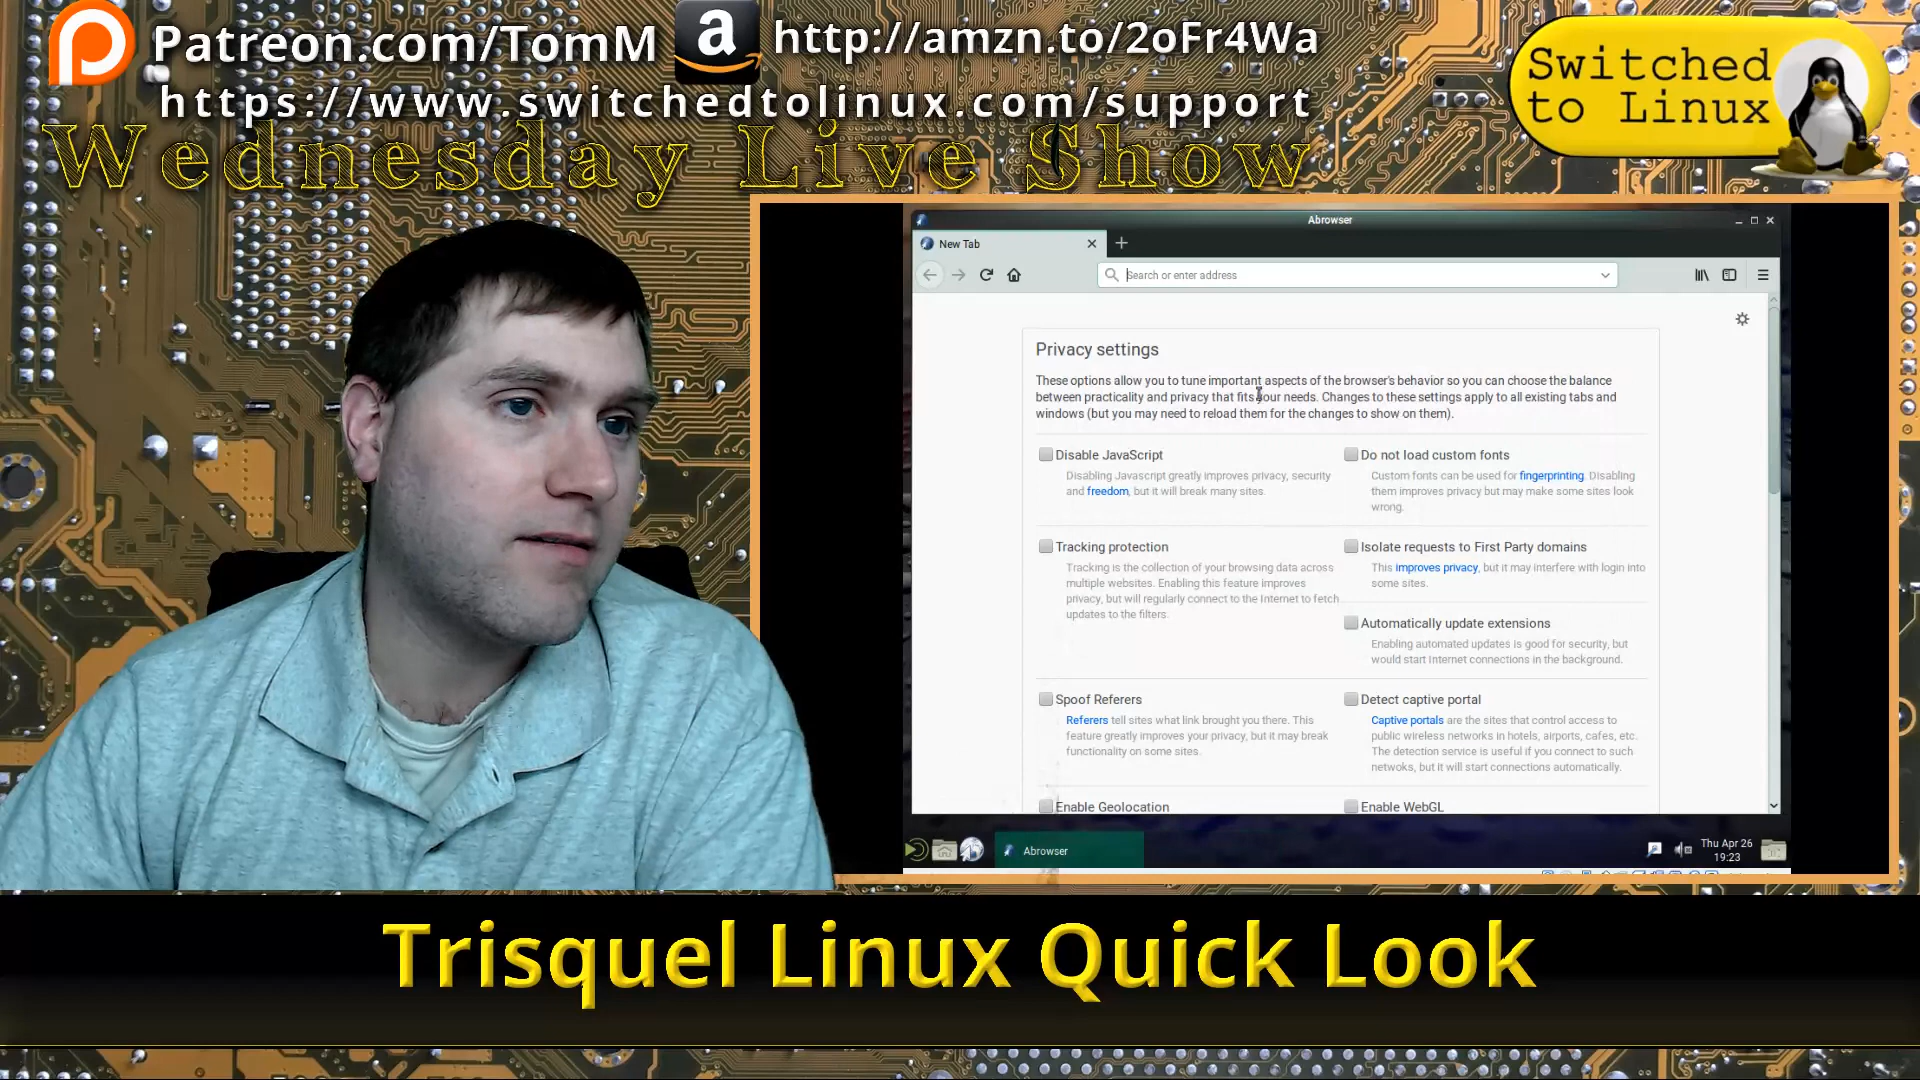 Patreon.com/TomM
http://amzn.to/2oFr4Wa
https://www.switchedtolinux.com/support
Wednesday Live Show
Switched
to Linux
Abrowser
New Tab
Search or enter address
Privacy settings
These options allow you to tune important aspects of the browser's behavior so you can choose the balance
between practicality and privacy that fits your needs. Changes to these settings apply to all existing tabs and
windows (but you may need to reload them for the changes to show on them).
Disable JavaScript
Disabling Javascript greatly improves privacy, security
and freedom, but it will break many sites.
Do not load custom fonts
Custom fonts can be used for fingerprinting. Disabling
them improves privacy but may make some sites look
wrong.
Tracking protection
Tracking is the collection of your browsing data across
multiple websites. Enabling this feature improves
privacy, but will regularly connect to the Internet to fetch
updates to the filters.
Isolate requests to First Party domains
This improves privacy, but it may interfere with login into
some sites.
Automatically update extensions
Enabling automated updates is good for security, but
would start Internet connections in the background.
Spoof Referers
Referers tell sites what link brought you there. This
feature greatly improves your privacy, but it may break
functionality on some sites.
Detect captive portal
Captive portals are the sites that control access to
public wireless networks in hotels, airports, cafes, etc.
The detection service is useful if you connect to such
netwoks, but it will start connections automatically.
Enable Geolocation
Enable WebGL
Abrowser
Thu Apr 26
19:23
Trisquel Linux Quick Look